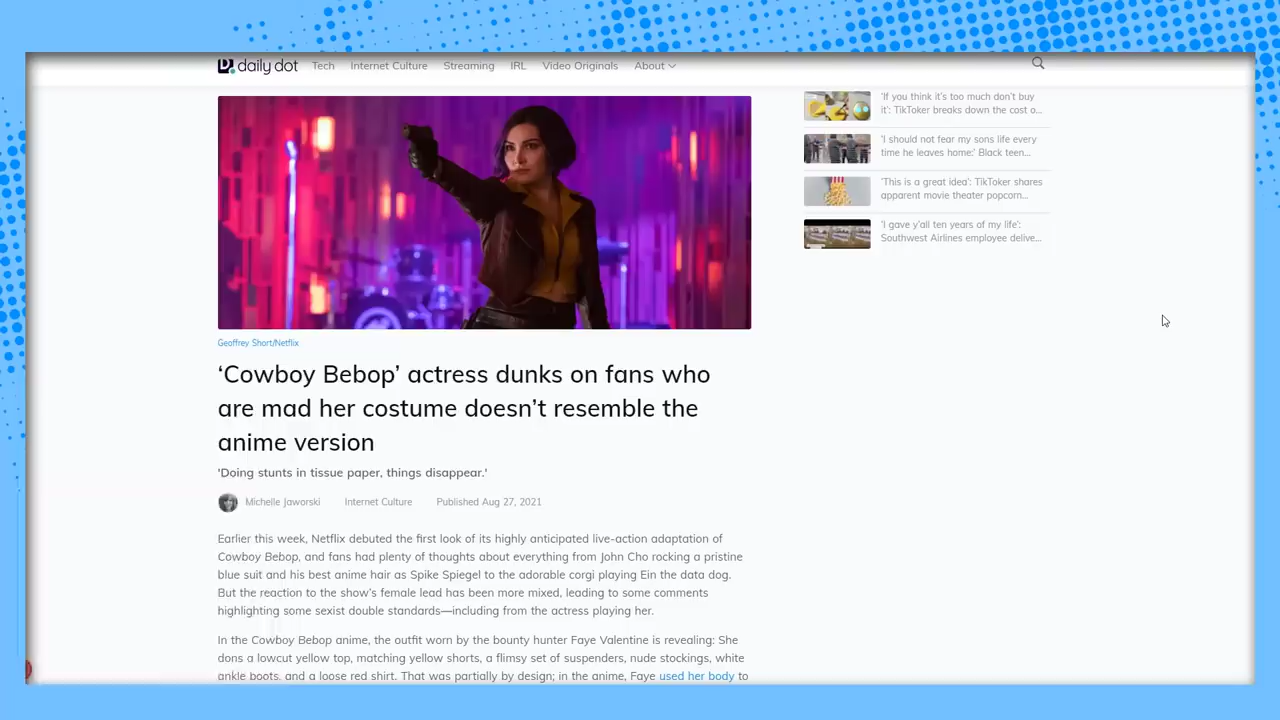 daily dot Tech Internet Culture Streaming IRL Video Originals About
Geoffrey Short/Netflix
‘Cowboy Bebop’ actress dunks on fans who
are mad her costume doesn’t resemble the
anime version
'Doing stunts in tissue paper, things disappear.'
Michelle Jaworski Internet Culture Published Aug 27, 2021
Earlier this week, Netflix debuted the first look of its highly anticipated live-action adaptation of
Cowboy Bebop, and fans had plenty of thoughts about everything from John Cho rocking a pristine
blue suit and his best anime hair as Spike Spiegel to the adorable corgi playing Ein the data dog.
But the reaction to the show’s female lead has been more mixed, leading to some comments
highlighting some sexist double standards—including from the actress playing her.
In the Cowboy Bebop anime, the outfit worn by the bounty hunter Faye Valentine is revealing: She
dons a lowcut yellow top, matching yellow shorts, a flimsy set of suspenders, nude stockings, white
ankle boots, and a loose red shirt. That was partially by design; in the anime, Faye used her body to
‘If you think it’s too much don’t buy
it’: TikToker breaks down the cost o...
‘I should not fear my sons life every
time he leaves home:’ Black teen...
‘This is a great idea’: TikToker shares
apparent movie theater popcorn...
‘I gave y’all ten years of my life’:
Southwest Airlines employee delive...